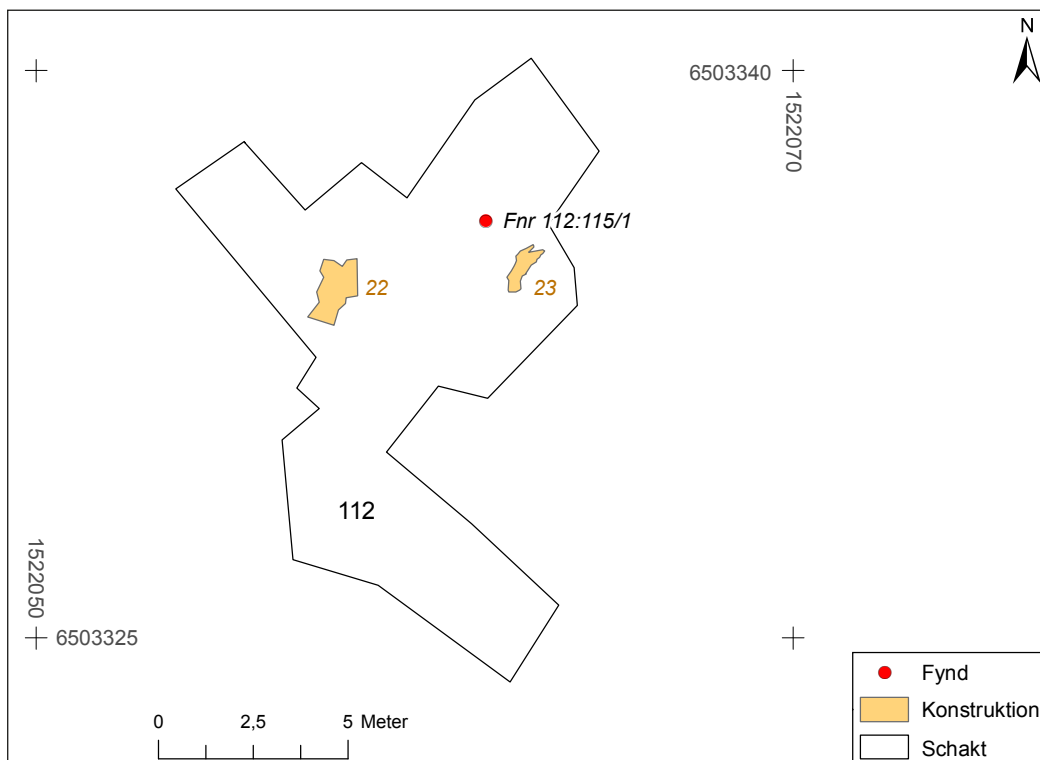 N
6503340
1522070
Fnr 112:115/1
22
23
112
1522050
6503325
0 2,5 5 Meter
Fynd
Konstruktion
Schakt